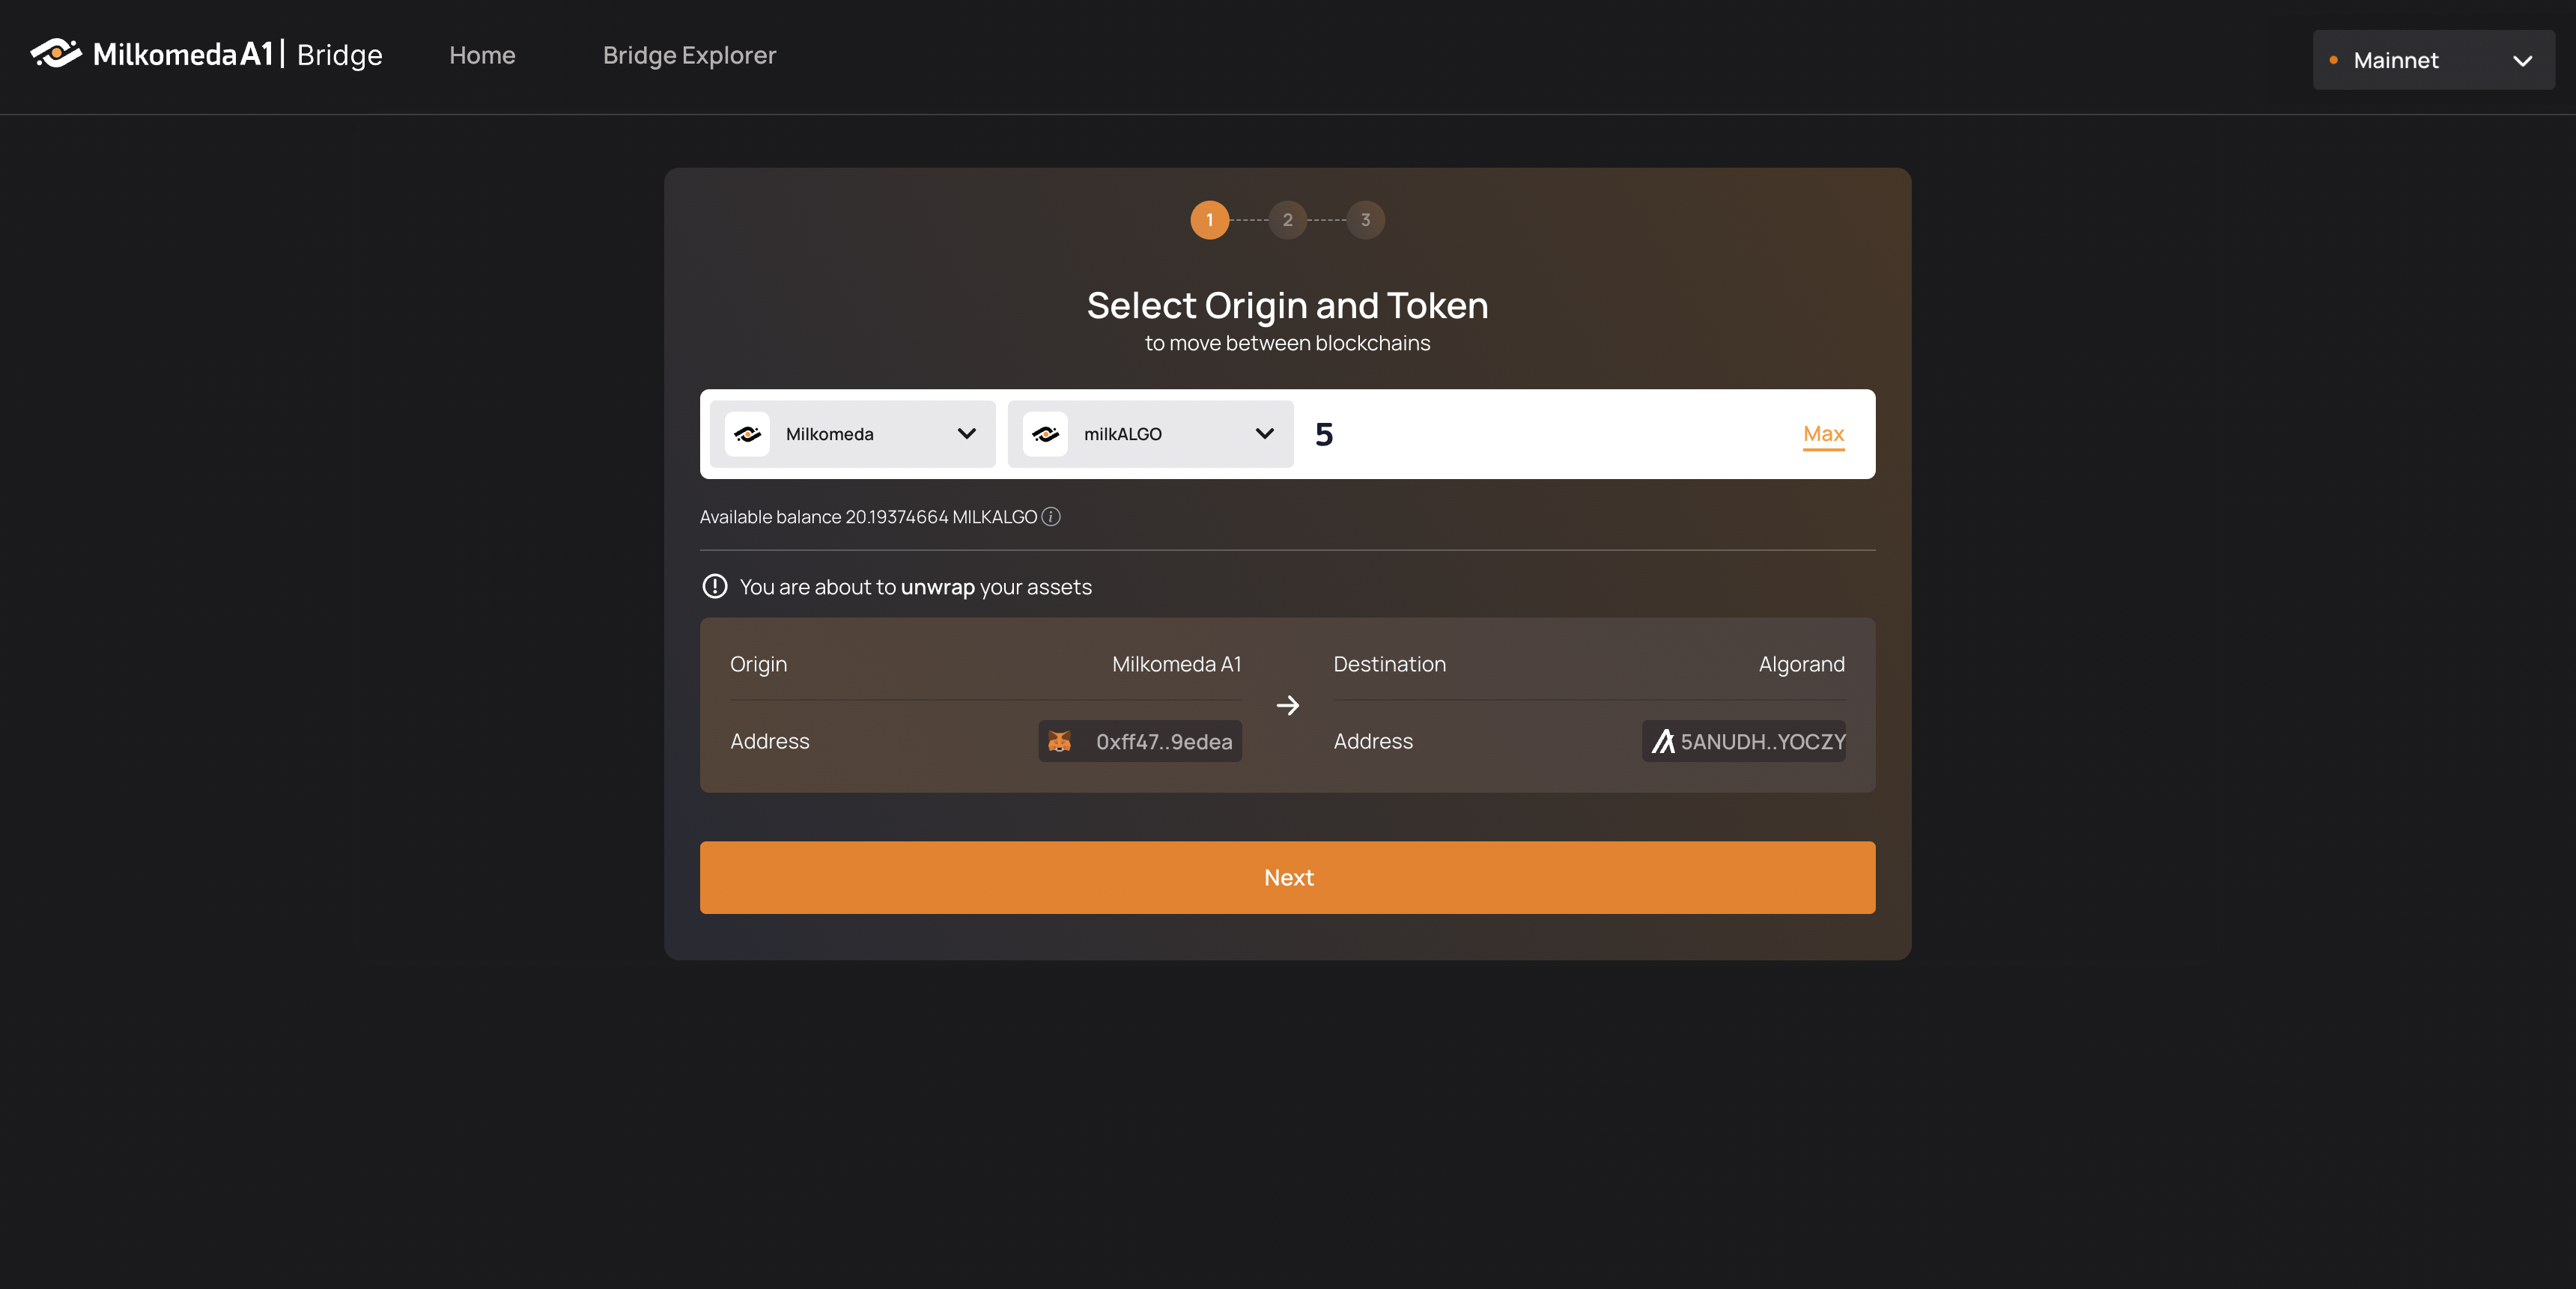 MilkomedaA1 | Bridge
Home
Bridge Explorer
Mainnet
1
2
3
Select Origin and Token
to move between blockchains
Milkomeda
milkALGO
5
Max
Available balance 20.19374664 MILKALGO
You are about to unwrap your assets
Origin
Milkomeda A1
Address
0xff47..9edea
Destination
Algorand
Address
5ANUDH..YOCZY
Next